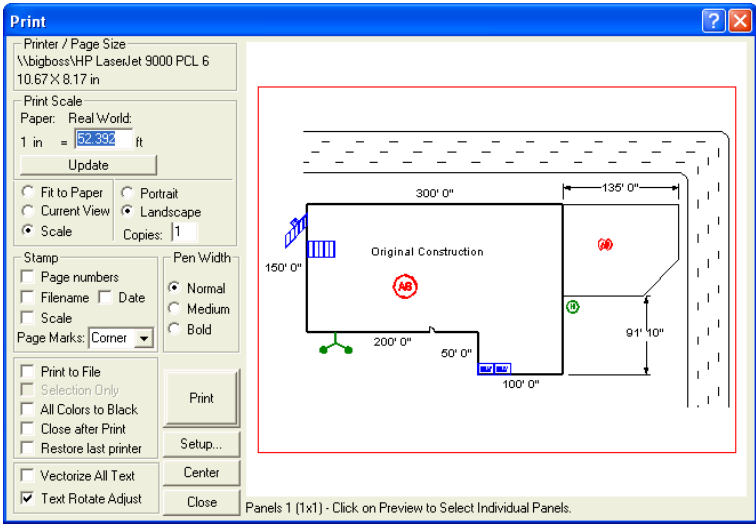 Print
Printer / Page Size
\\bigboss\HP LaserJet 9000 PCL 6
10.67 X 8.17 in
Print Scale
Paper: Real World:
1 in = 52.392 ft
Update
Fit to Paper
Current View
Scale
Portrait
Landscape
Copies: 1
Stamp
Page numbers
Filename Date
Scale
Page Marks: Corner
Pen Width
Normal
Medium
Bold
Print to File
Selection Only
All Colors to Black
Close after Print
Restore last printer
Vectorize All Text
Text Rotate Adjust
Print
Setup...
Center
Close
300' 0"
135' 0"
Original Construction
150' 0"
AS
H
200' 0"
50' 0"
91' 10"
100' 0"
Panels 1 (1x1) - Click on Preview to Select Individual Panels.